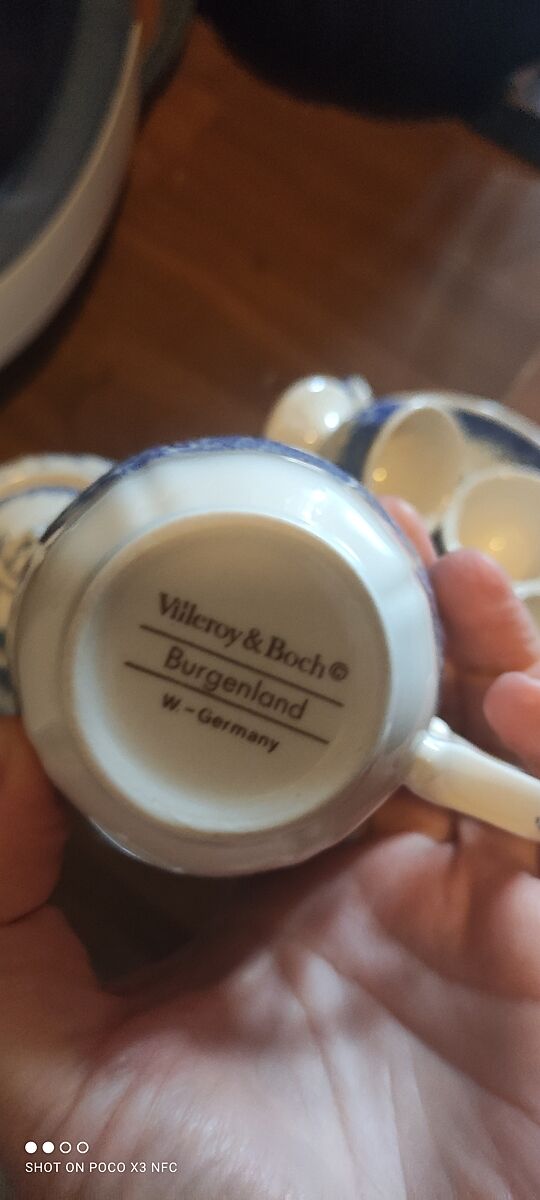 Villeroy & Boch©
Burgenland
W.-Germany
SHOT ON POCO X3 NFC